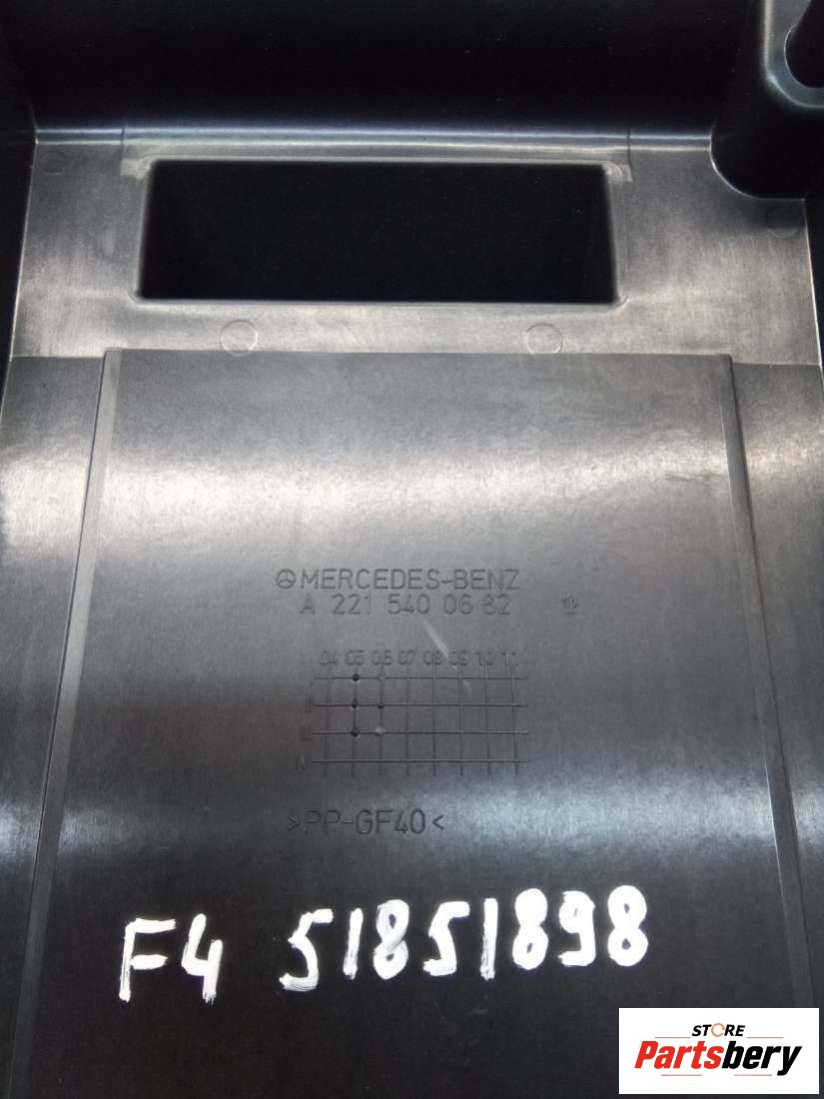 MERCEDES-BENZ
A 221 540 06 82
04 05 06 07 08 09 10 11
>PP-GF40<
F4 51851898
STORE
Partsbery